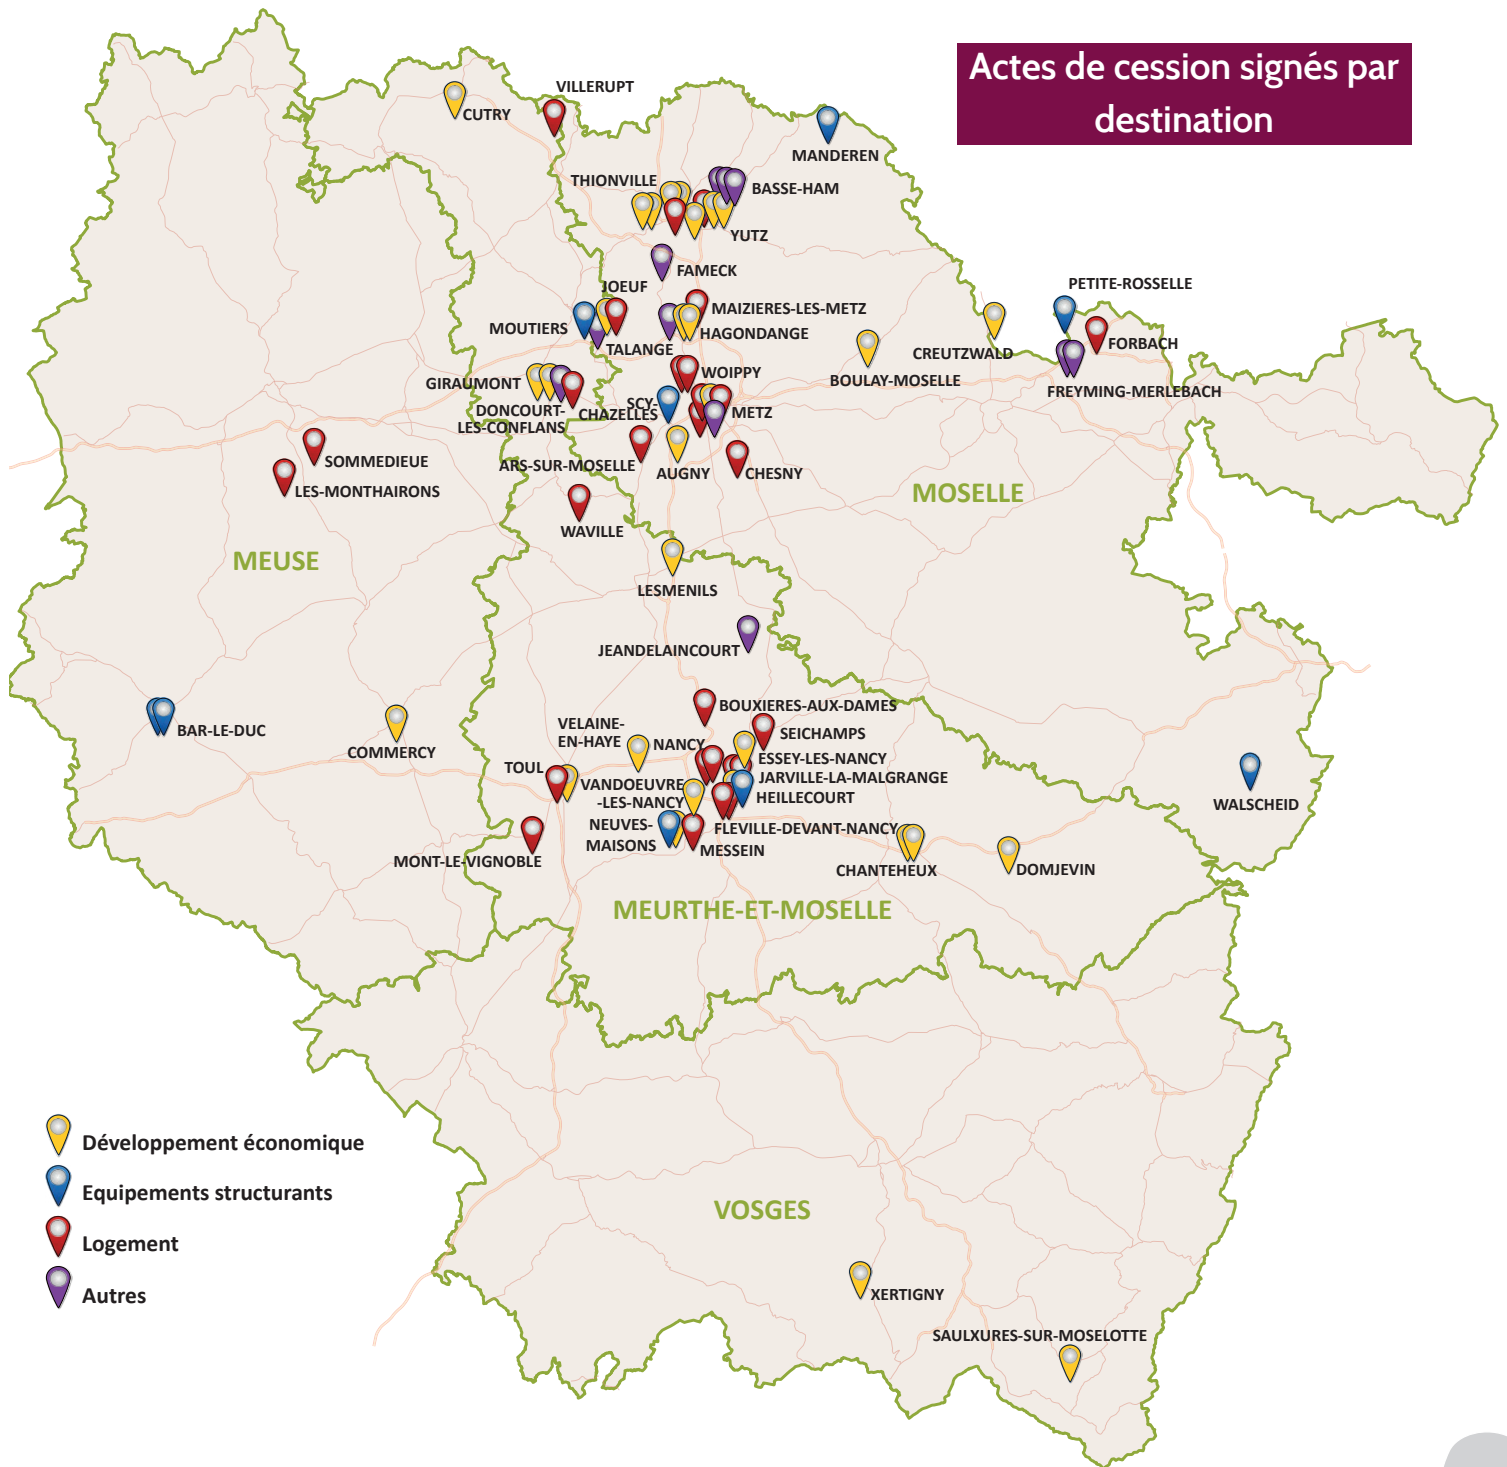 Actes de cession signés par
destination
VILLERUPT
CUTRY
MANDEREN
THIONVILLE
BASSE-HAM
YUTZ
FAMECK
JOEUF
PETITE-ROSSELLE
MAIZIERES-LES-METZ
MOUTIERS
HAGONDANGE
TALANGE
CREUTZWALD
FORBACH
BOULAY-MOSELLE
WOIPPY
GIRAUMONT
FREYMING-MERLEBACH
SCY-
CHAZELLES
DONCOURT-
LES-CONFLANS
METZ
SOMMEDIEUE
ARS-SUR-MOSELLE
AUGNY
CHESNY
LES-MONTHAIRONS
MOSELLE
WAVILLE
MEUSE
LESMENILS
JEANDELAINCOURT
BOUXIERES-AUX-DAMES
BAR-LE-DUC
COMMERCY
VELAINE-
EN-HAYE
NANCY
SEICHAMPS
ESSEY-LES-NANCY
TOUL
JARVILLE-LA-MALGRANGE
VANDOEUVRE
-LES-NANCY
HEILLECOURT
WALSCHEID
NEUVES-
MAISONS
FLEVILLE-DEVANT-NANCY
MESSEIN
MONT-LE-VIGNOBLE
CHANTEHEUX
DOMJEVIN
MEURTHE-ET-MOSELLE
Développement économique
Equipements structurants
Logement
Autres
VOSGES
XERTIGNY
SAULXURES-SUR-MOSELOTTE